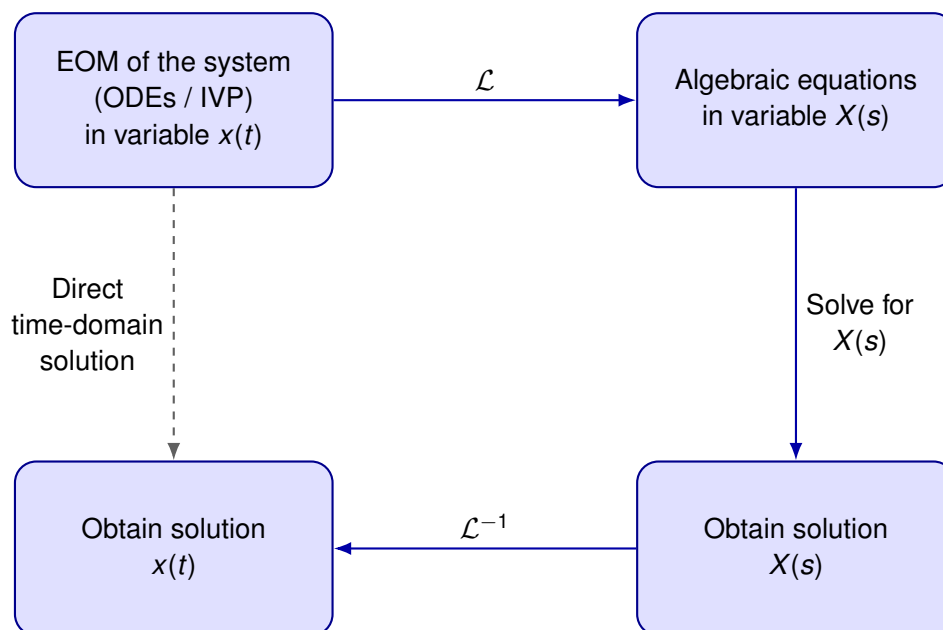 EOM of the system
(ODEs / IVP)
in variable x(t)
ℒ
Algebraic equations
in variable X(s)
Direct
time-domain
solution
Solve for
X(s)
Obtain solution
x(t)
ℒ⁻¹
Obtain solution
X(s)